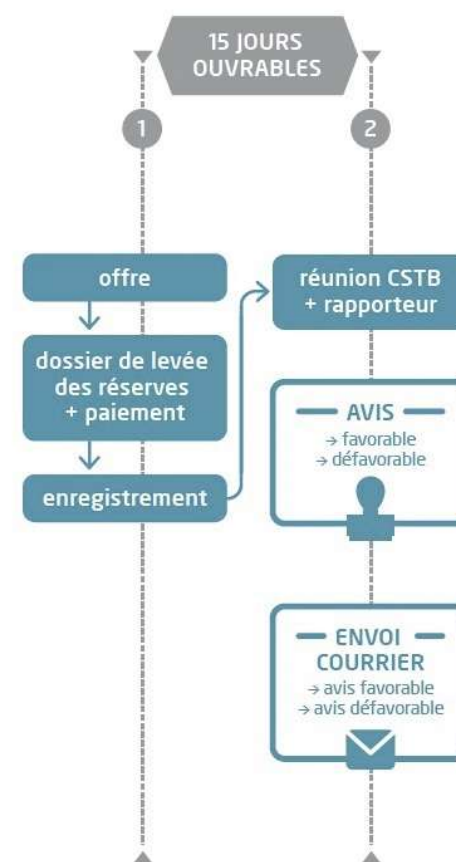 15 JOURS
OUVRABLES
1
2
offre
dossier de levée
des réserves
+ paiement
enregistrement
réunion CSTB
+ rapporteur
AVIS
→ favorable
→ défavorable
ENVOI
COURRIER
→ avis favorable
→ avis défavorable